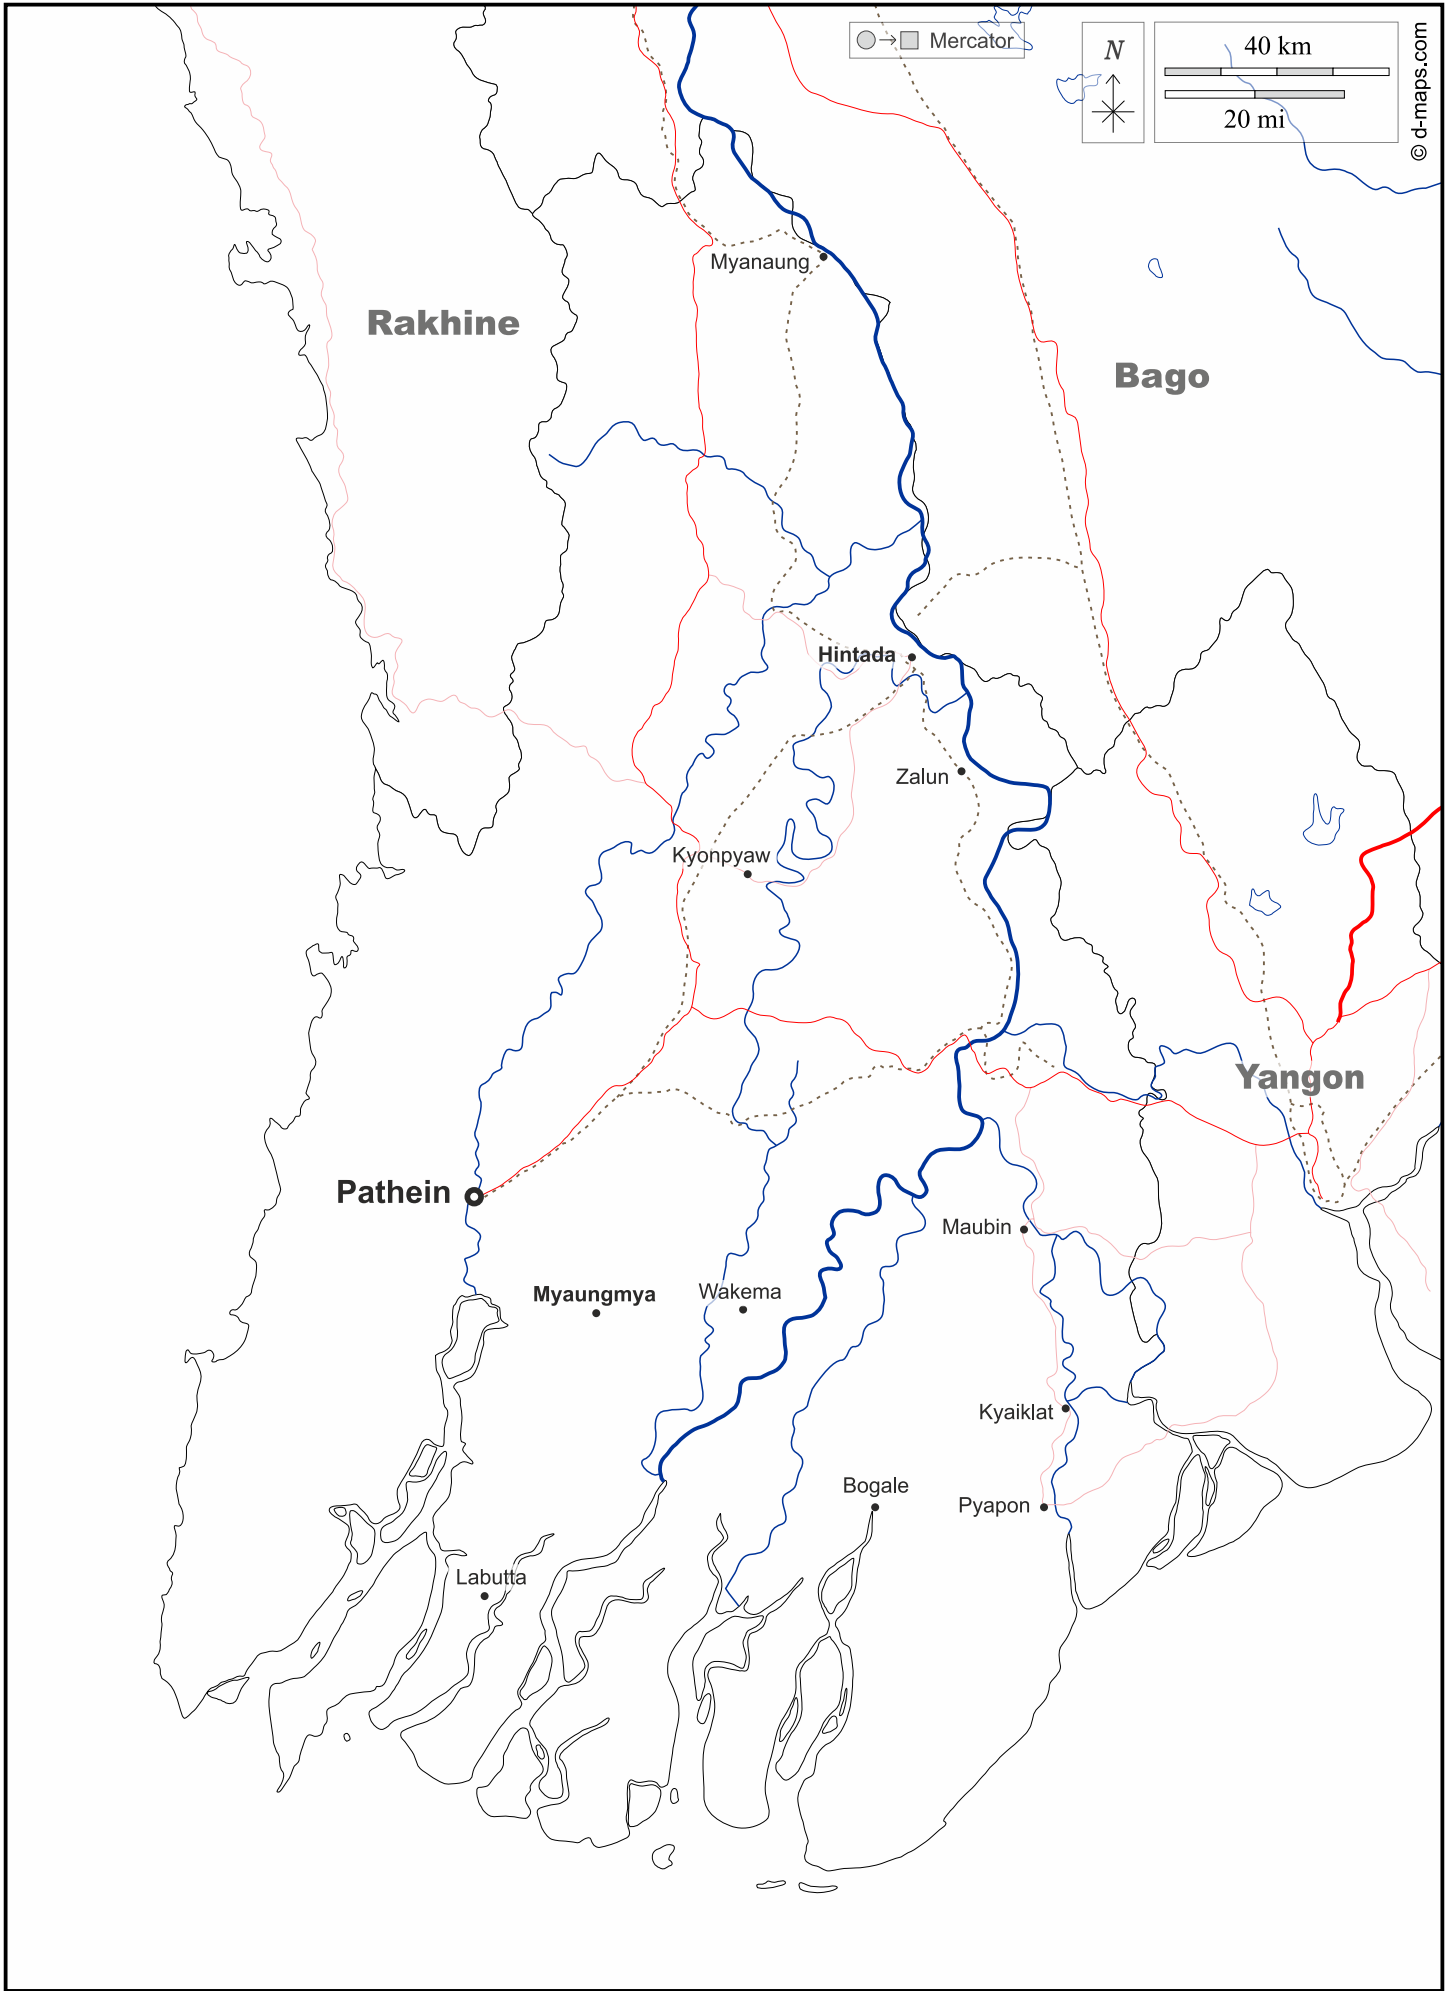 Mercator
N
40 km
20 mi
© d-maps.com
Myanaung
Rakhine
Bago
Hintada
Zalun
Kyonpyaw
Yangon
Pathein
Maubin
Myaungmya
Wakema
Kyaiklat
Bogale
Pyapon
Labutta